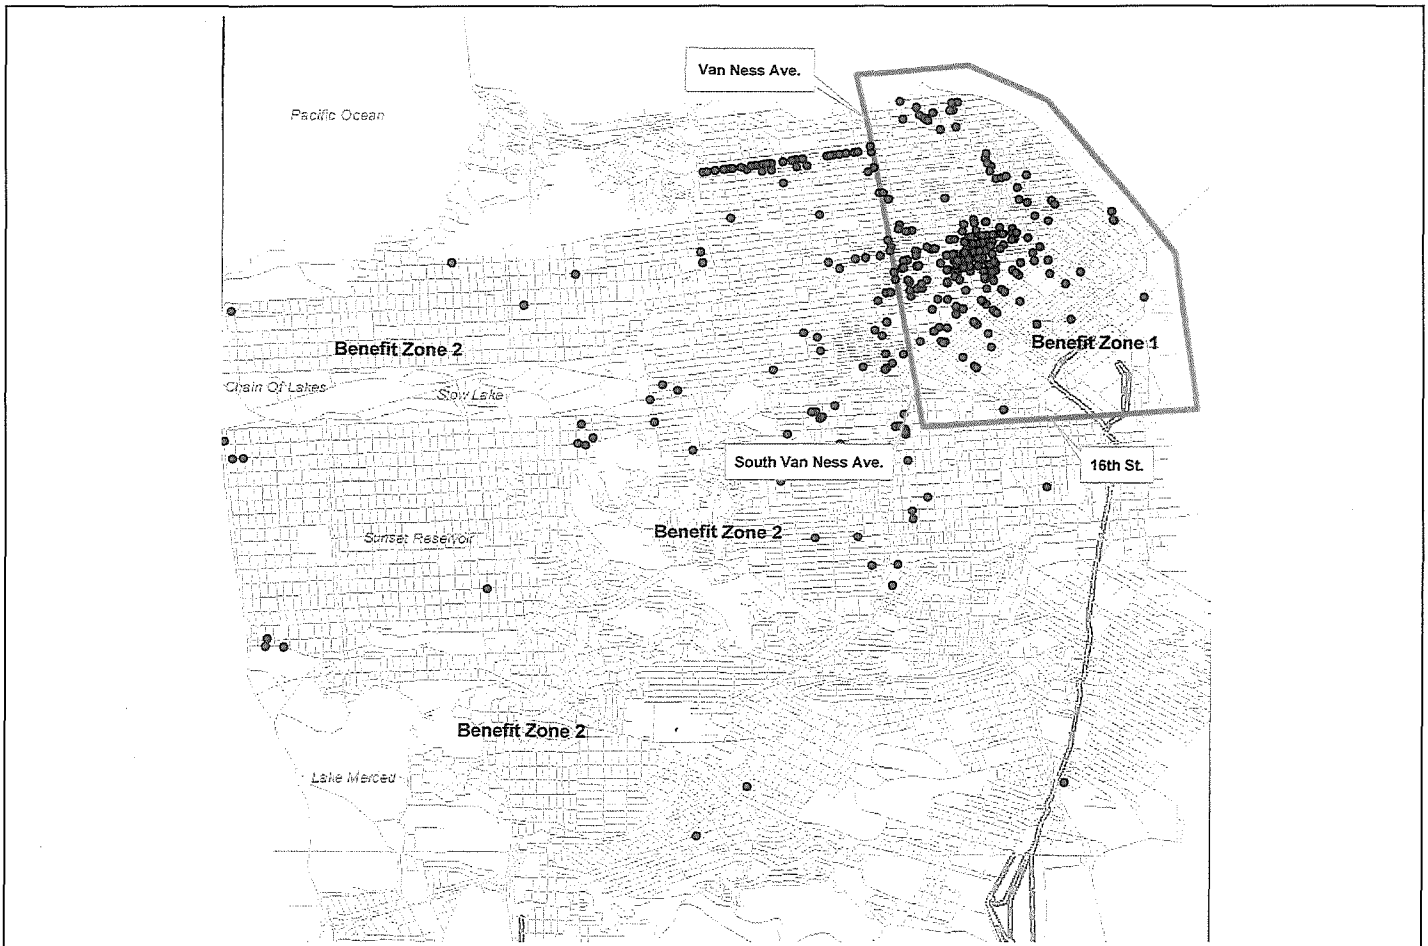 Van Ness Ave.
Pacific Ocean
Benefit Zone 2
Benefit Zone 1
Chain Of Lakes
Stow Lake
South Van Ness Ave.
16th St.
Benefit Zone 2
Sunset Reservoir
Benefit Zone 2
Lake Merced